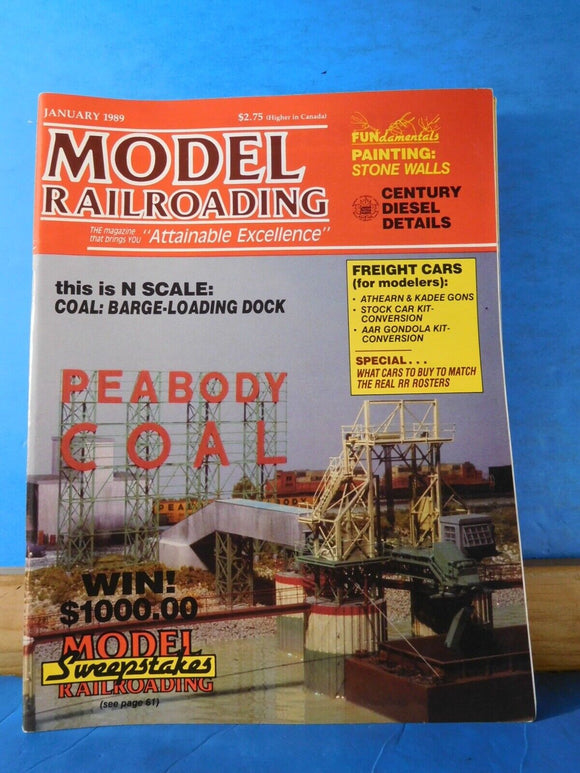 JANUARY 1989
$2.75 (Higher in Canada)
MODEL
RAILROADING
THE magazine
that brings YOU
"Attainable Excellence"
FUNdamentals
PAINTING:
STONE WALLS
CENTURY
DIESEL
DETAILS
this is N SCALE:
COAL: BARGE-LOADING DOCK
FREIGHT CARS
(for modelers):
• ATHEARN & KADEE GONS
• STOCK CAR KIT-
CONVERSION
• AAR GONDOLA KIT-
CONVERSION
SPECIAL...
WHAT CARS TO BUY TO MATCH
THE REAL RR ROSTERS
PEABODY
COAL
WIN!
$1000.00
MODEL
Sweepstakes
RAILROADING
(see page 61)